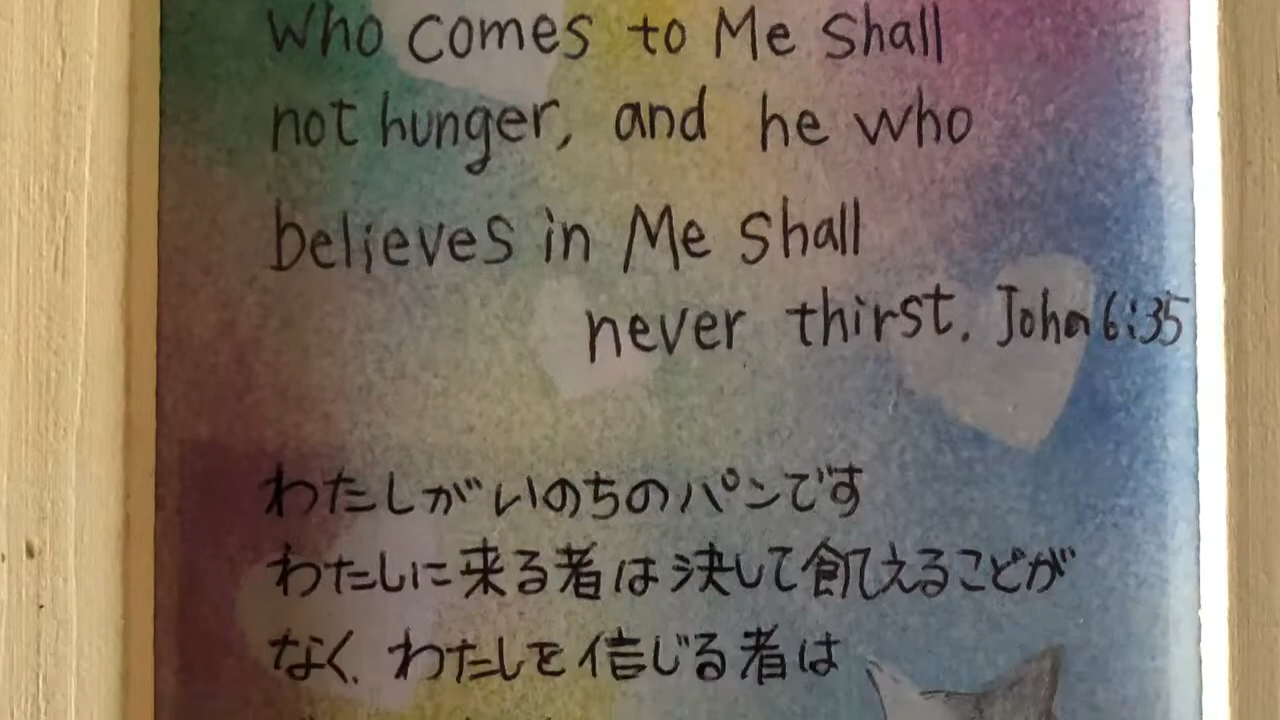 who comes to Me shall
not hunger, and he who
believes in Me shall
never thirst. John 6:35
わたしがいのちのパンです
わたしに来る者は決して飢えることが
なく、わたしを信じる者は